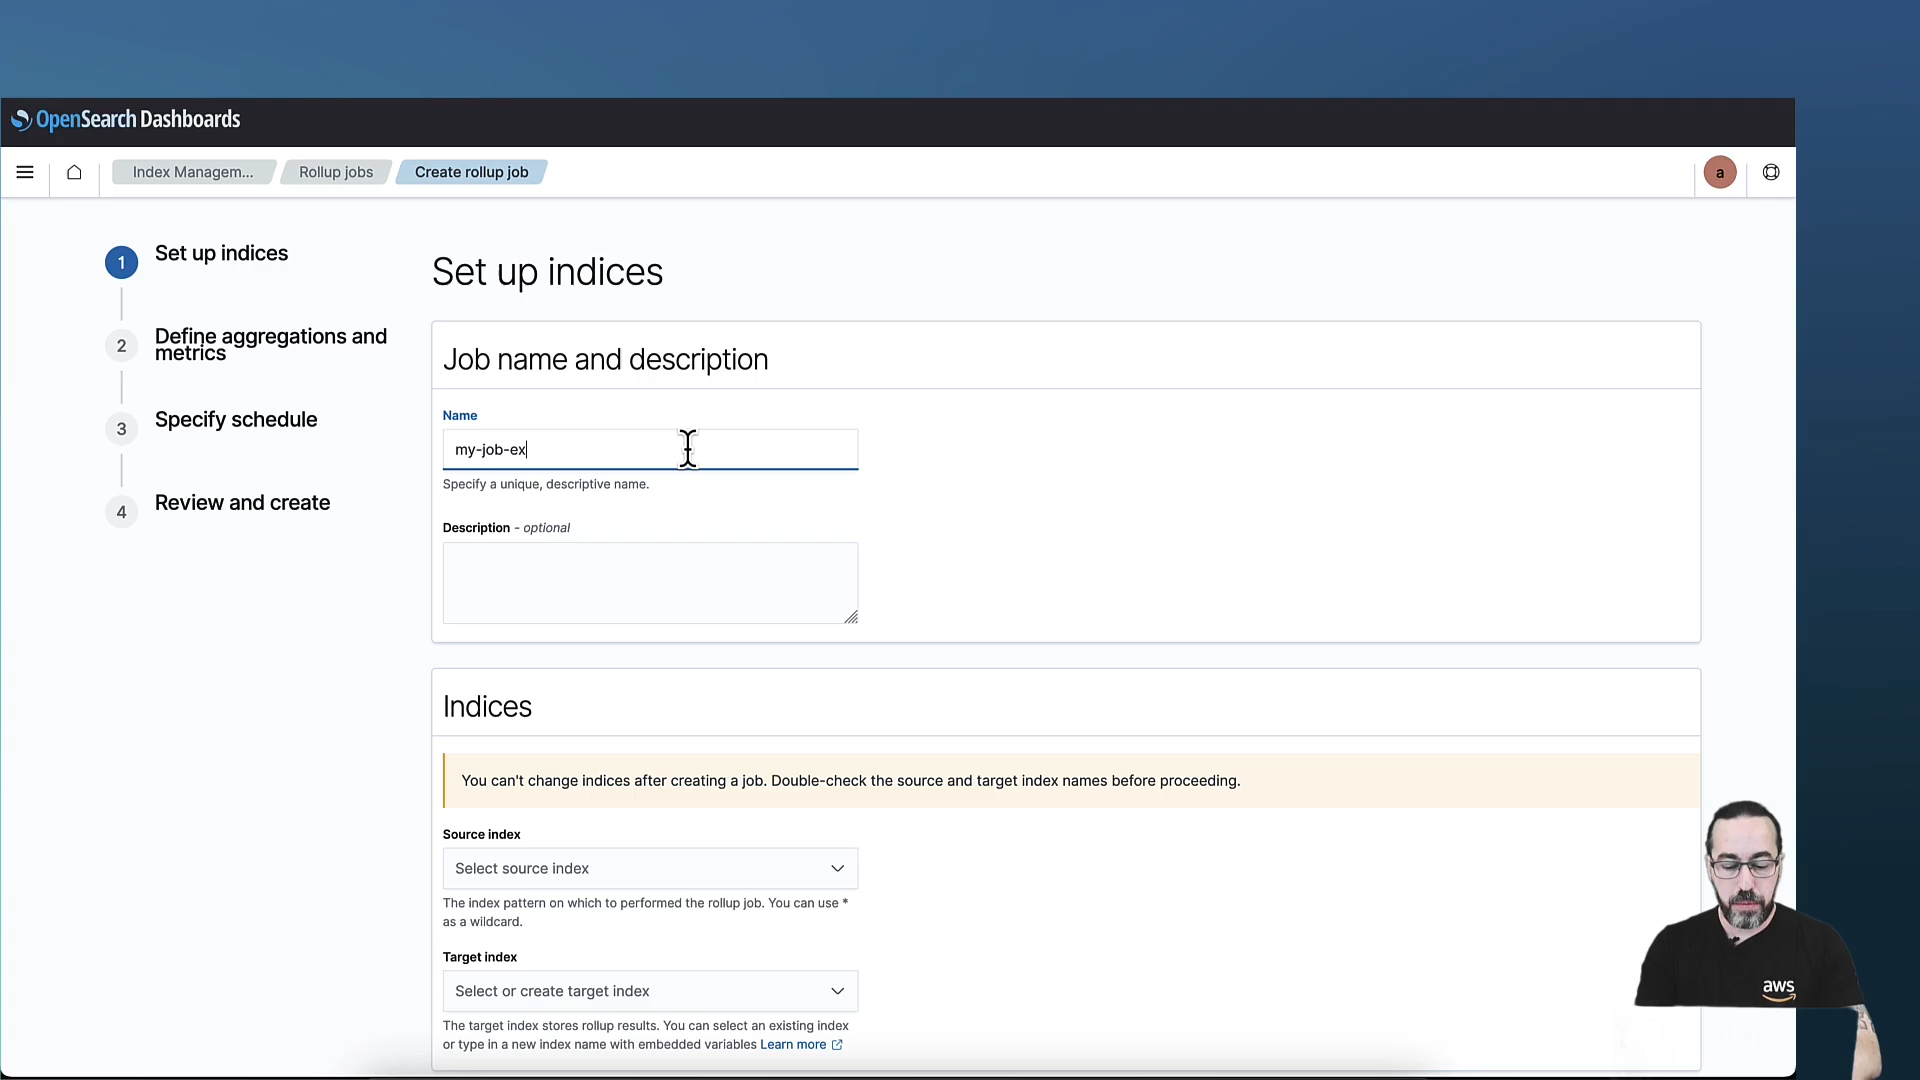 OpenSearch Dashboards
Index Managem...
Rollup jobs
Create rollup job
a
1
Set up indices
2
Define aggregations and
metrics
3
Specify schedule
4
Review and create
Set up indices
Job name and description
Name
my-job-ex
Specify a unique, descriptive name.
Description - optional
Indices
You can't change indices after creating a job. Double-check the source and target index names before proceeding.
Source index
Select source index
The index pattern on which to performed the rollup job. You can use *
as a wildcard.
Target index
Select or create target index
The target index stores rollup results. You can select an existing index
or type in a new index name with embedded variables Learn more
aws